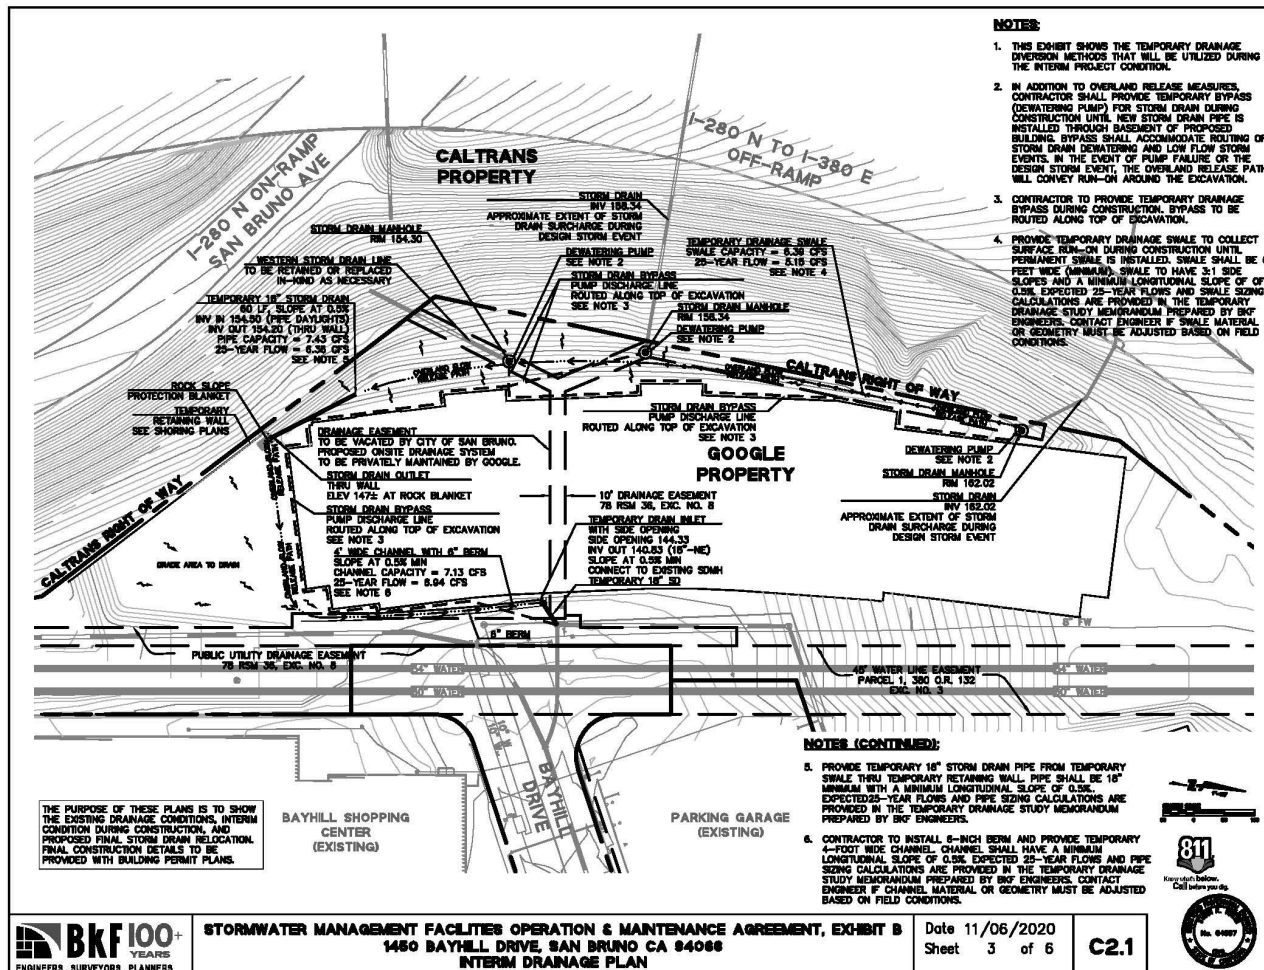 NOTES:
1. THIS EXHIBIT SHOWS THE TEMPORARY DRAINAGE
DIVERSION METHODS THAT WILL BE UTILIZED DURING
THE INTERIM PROJECT CONDITION.
2. IN ADDITION TO OVERLAND RELEASE MEASURES,
CONTRACTOR SHALL PROVIDE TEMPORARY BYPASS
(DEWATERING PUMP) FOR STORM DRAIN DURING
CONSTRUCTION UNTIL NEW STORM DRAIN PIPE IS
INSTALLED THROUGH BASEMENT OF PROPOSED
BUILDING. BYPASS SHALL ACCOMMODATE ROUTING OF
STORM DRAIN DEWATERING AND LOW FLOW STORM
EVENTS. IN THE EVENT OF PUMP FAILURE OR THE
DESIGN STORM EVENT, THE OVERLAND RELEASE PATH
WILL CONVEY RUN-ON AROUND THE EXCAVATION.
3. CONTRACTOR TO PROVIDE TEMPORARY DRAINAGE
BYPASS DURING CONSTRUCTION. BYPASS TO BE
ROUTED ALONG TOP OF EXCAVATION.
4. PROVIDE TEMPORARY DRAINAGE SWALE TO COLLECT
SURFACE RUN-ON DURING CONSTRUCTION UNTIL
PERMANENT SWALE IS INSTALLED. SWALE SHALL BE
FEET WIDE (MINIMUM). SWALE TO HAVE 3:1 SIDE
SLOPES AND A MINIMUM LONGITUDINAL SLOPE OF OF
0.5%. EXPECTED 25-YEAR FLOWS AND SWALE SIZING
CALCULATIONS ARE PROVIDED IN THE TEMPORARY
DRAINAGE STUDY MEMORANDUM PREPARED BY BKF
ENGINEERS. CONTACT ENGINEER IF SWALE MATERIAL
OR GEOMETRY MUST BE ADJUSTED BASED ON FIELD
CONDITIONS.
I-280 N ON-RAMP
SAN BRUNO AVE
CALTRANS
PROPERTY
I-280 N TO I-380 E
OFF-RAMP
STORM DRAIN
INV 158.34
APPROXIMATE EXTENT OF STORM
DRAIN SURCHARGE DURING
DESIGN STORM EVENT
STORM DRAIN MANHOLE
RIM 154.30
DEWATERING PUMP
SEE NOTE 2
TEMPORARY DRAINAGE SWALE
SWALE CAPACITY = 6.39 CFS
25-YEAR FLOW = 5.15 CFS
SEE NOTE 4
WESTERN STORM DRAIN LINE
TO BE RETAINED OR REPLACED
IN-KIND AS NECESSARY
STORM DRAIN BYPASS
PUMP DISCHARGE LINE
ROUTED ALONG TOP OF EXCAVATION
SEE NOTE 3
TEMPORARY 18" STORM DRAIN
60 LF, SLOPE AT 0.5%
INV IN 154.50 (PIPE DAYLIGHTS)
INV OUT 154.20 (THRU WALL)
PIPE CAPACITY = 7.43 CFS
25-YEAR FLOW = 6.36 CFS
SEE NOTE 5
STORM DRAIN MANHOLE
RIM 158.34
DEWATERING PUMP
SEE NOTE 2
OVERLAND FLOW
RELEASE PATH
CALTRANS RIGHT OF WAY
ROCK SLOPE
PROTECTION BLANKET
TEMPORARY
RETAINING WALL
SEE SHORING PLANS
STORM DRAIN BYPASS
PUMP DISCHARGE LINE
ROUTED ALONG TOP OF EXCAVATION
SEE NOTE 3
DRAINAGE EASEMENT
TO BE VACATED BY CITY OF SAN BRUNO.
PROPOSED ONSITE DRAINAGE SYSTEM
TO BE PRIVATELY MAINTAINED BY GOOGLE.
GOOGLE
PROPERTY
DEWATERING PUMP
SEE NOTE 2
STORM DRAIN MANHOLE
RIM 162.02
STORM DRAIN
INV 162.02
APPROXIMATE EXTENT OF STORM
DRAIN SURCHARGE DURING
DESIGN STORM EVENT
STORM DRAIN OUTLET
THRU WALL
ELEV 147± AT ROCK BLANKET
10' DRAINAGE EASEMENT
78 RSM 36, EXC. NO. 8
STORM DRAIN BYPASS
PUMP DISCHARGE LINE
ROUTED ALONG TOP OF EXCAVATION
SEE NOTE 3
TEMPORARY DRAIN INLET
WITH SIDE OPENING
SIDE OPENING 144.33
INV OUT 140.83 (18"-NE)
SLOPE AT 0.5% MIN
CONNECT TO EXISTING SDMH
TEMPORARY 18" SD
4' WIDE CHANNEL WITH 6" BERM
SLOPE AT 0.5% MIN
CHANNEL CAPACITY = 7.13 CFS
25-YEAR FLOW = 6.94 CFS
SEE NOTE 6
CALTRANS RIGHT OF WAY
GRADE AREA TO DRAIN
OVERLAND FLOW
RELEASE PATH
6" BERM
8" FW
PUBLIC UTILITY DRAINAGE EASEMENT
78 RSM 36, EXC. NO. 8
54" WATER
60" WATER
45' WATER LINE EASEMENT
PARCEL 1, 380 O.R. 132
EXC. NO. 3
54" WATER
60" WATER
BAYHILL
DRIVE
NOTES (CONTINUED):
5. PROVIDE TEMPORARY 18" STORM DRAIN PIPE FROM TEMPORARY
SWALE THRU TEMPORARY RETAINING WALL. PIPE SHALL BE 18"
MINIMUM WITH A MINIMUM LONGITUDINAL SLOPE OF 0.5%.
EXPECTED25-YEAR FLOWS AND PIPE SIZING CALCULATIONS ARE
PROVIDED IN THE TEMPORARY DRAINAGE STUDY MEMORANDUM
PREPARED BY BKF ENGINEERS.
6. CONTRACTOR TO INSTALL 6-INCH BERM AND PROVIDE TEMPORARY
4-FOOT WIDE CHANNEL. CHANNEL SHALL HAVE A MINIMUM
LONGITUDINAL SLOPE OF 0.5%. EXPECTED 25-YEAR FLOWS AND PIPE
SIZING CALCULATIONS ARE PROVIDED IN THE TEMPORARY DRAINAGE
STUDY MEMORANDUM PREPARED BY BKF ENGINEERS. CONTACT
ENGINEER IF CHANNEL MATERIAL OR GEOMETRY MUST BE ADJUSTED
BASED ON FIELD CONDITIONS.
THE PURPOSE OF THESE PLANS IS TO SHOW
THE EXISTING DRAINAGE CONDITIONS, INTERIM
CONDITION DURING CONSTRUCTION, AND
PROPOSED FINAL STORM DRAIN RELOCATION.
FINAL CONSTRUCTION DETAILS TO BE
PROVIDED WITH BUILDING PERMIT PLANS.
BAYHILL SHOPPING
CENTER
(EXISTING)
PARKING GARAGE
(EXISTING)
811
Know what's below.
Call before you dig.
BKF 100+
YEARS
ENGINEERS SURVEYORS PLANNERS
STORMWATER MANAGEMENT FACILITIES OPERATION & MAINTENANCE AGREEMENT, EXHIBIT B
1450 BAYHILL DRIVE, SAN BRUNO CA 94066
INTERIM DRAINAGE PLAN
Date 11/06/2020
Sheet 3 of 6
C2.1